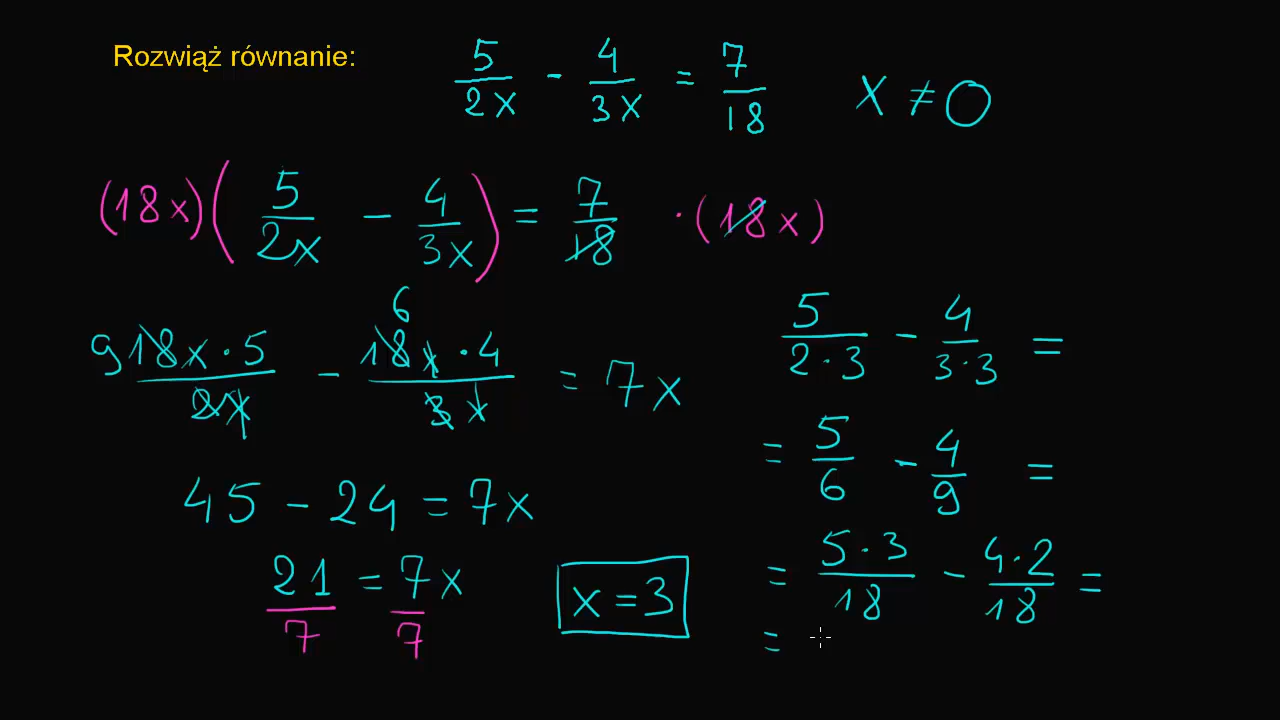 Rozwiąż równanie:
5/2x - 4/3x = 7/18   x ≠ 0
(18x)(5/2x - 4/3x) = 7/18 · (18x)
9 18x · 5/2x - 6 18x · 4/3x = 7x
45 - 24 = 7x
21/7 = 7x/7
x = 3
5/2·3 - 4/3·3 =
= 5/6 - 4/9 =
= 5·3/18 - 4·2/18 =
=